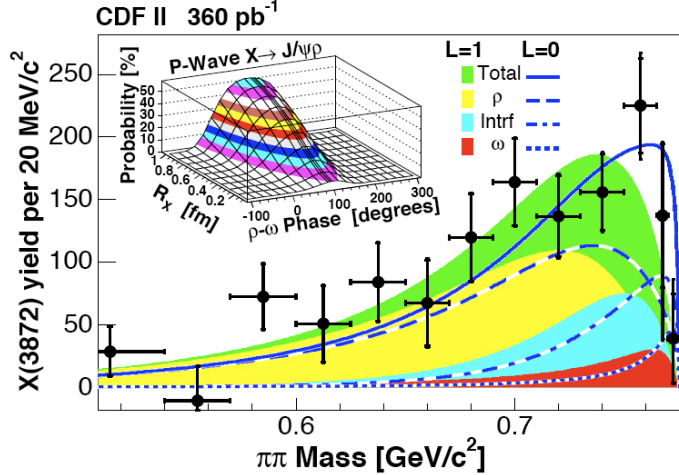 CDF II 360 pb⁻¹
X(3872) yield per 20 MeV/c²
250
200
150
100
50
0
0.6
0.7
ππ Mass [GeV/c²]
P-Wave X → J/ψρ
Probability [%]
50
40
30
20
10
0
1
0.8
0.6
0.4
0.2
Rₓ [fm]
-100
0
100
200
300
ρ-ω Phase [degrees]
L=1 L=0
Total
ρ
Intrf
ω